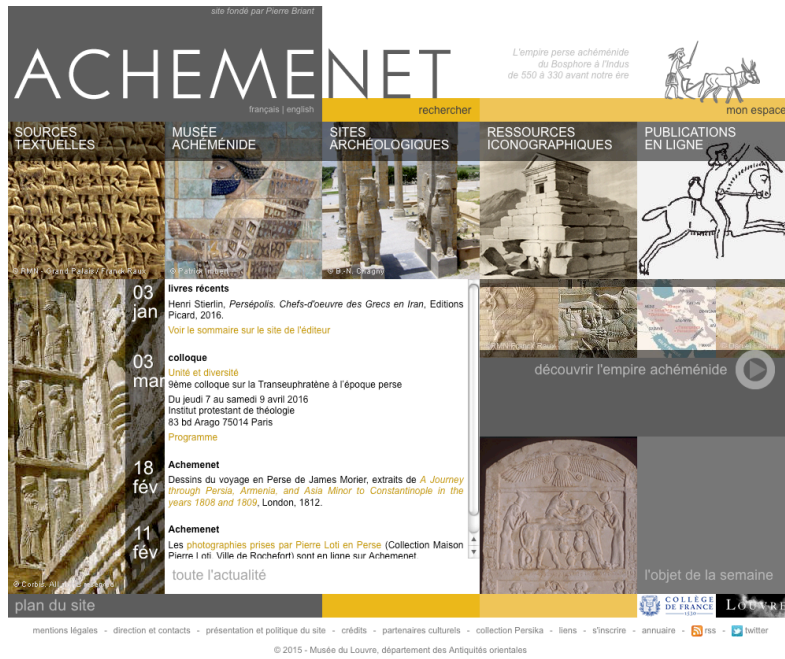 site fondé par Pierre Briant
ACHEMENET
L'empire perse achéménide
du Bosphore à l'Indus
de 550 à 330 avant notre ère
français | english
rechercher
mon espace
SOURCES
TEXTUELLES
MUSÉE
ACHÉMÉNIDE
SITES
ARCHÉOLOGIQUES
RESSOURCES
ICONOGRAPHIQUES
PUBLICATIONS
EN LIGNE
© RMN - Grand Palais / Franck Raux
© B.-N. Chagny
03
jan
livres récents
Henri Stierlin, Persépolis. Chefs-d'oeuvre des Grecs en Iran, Editions
Picard, 2016.
Voir le sommaire sur le site de l'éditeur
03
mar
colloque
Unité et diversité
9ème colloque sur la Transeuphratène à l'époque perse
Du jeudi 7 au samedi 9 avril 2016
Institut protestant de théologie
83 bd Arago 75014 Paris
Programme
18
fév
Achemenet
Dessins du voyage en Perse de James Morier, extraits de A Journey
through Persia, Armenia, and Asia Minor to Constantinople in the
years 1808 and 1809, London, 1812.
11
fév
Achemenet
Les photographies prises par Pierre Loti en Perse (Collection Maison
Pierre Loti, Ville de Rochefort) sont en ligne sur Achemenet
toute l'actualité
découvrir l'empire achéménide
l'objet de la semaine
plan du site
COLLÈGE
DE FRANCE
1530
LOUVRE
mentions légales - direction et contacts - présentation et politique du site - crédits - partenaires culturels - collection Persika - liens - s'inscrire - annuaire - rss - twitter
© 2015 - Musée du Louvre, département des Antiquités orientales